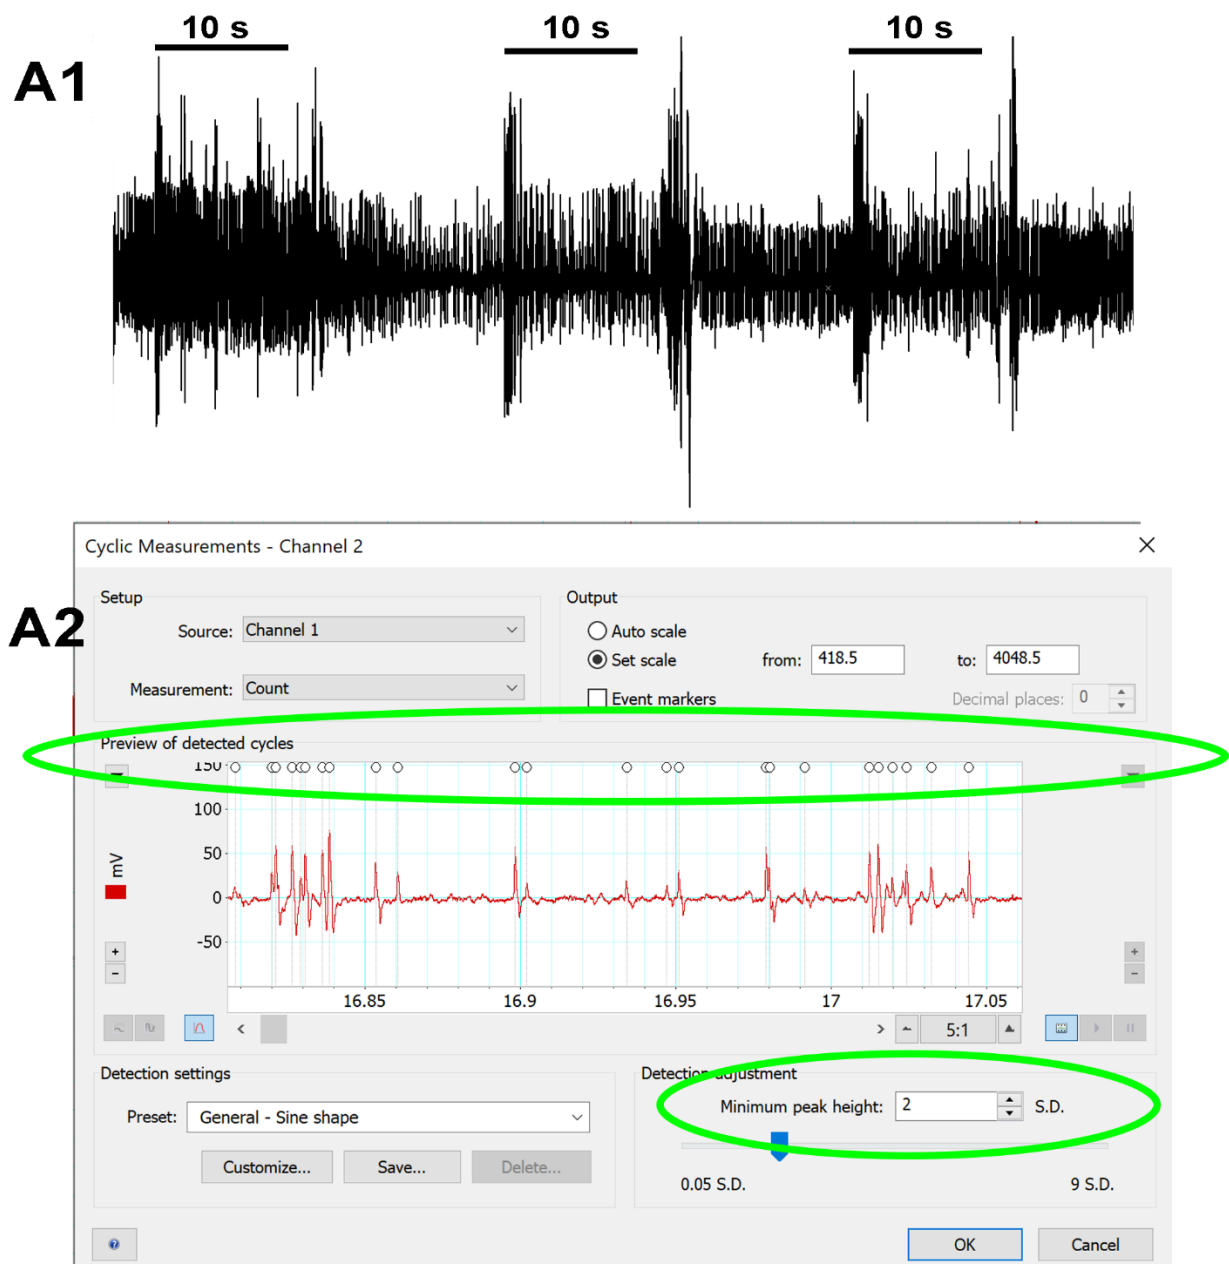 10 s 10 s 10 s
A1
Cyclic Measurements - Channel 2
A2
Setup
Source: Channel 1
Measurement: Count
Output
Auto scale
Set scale from: 418.5 to: 4048.5
Event markers Decimal places: 0
Preview of detected cycles
150
100
50
0
-50
mV
+ +
- -
16.85 16.9 16.95 17 17.05
5:1
Detection settings
Preset: General - Sine shape
Customize... Save... Delete...
Detection adjustment
Minimum peak height: 2 S.D.
0.05 S.D. 9 S.D.
?
OK Cancel